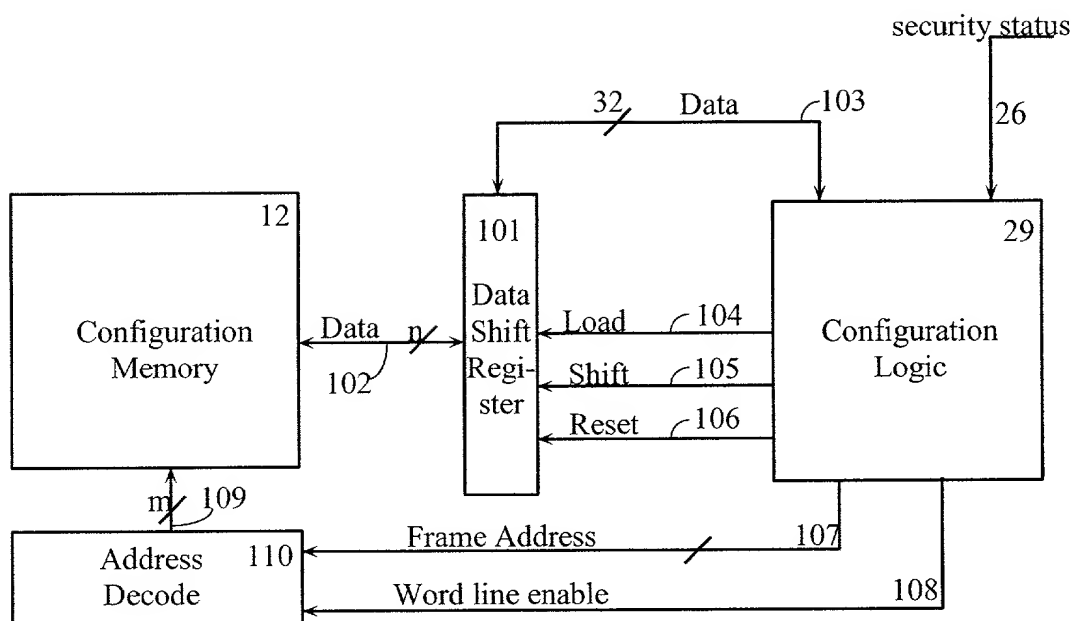 security status
32 Data 103
26
12
101
29
Data
Shift
Regi-
ster
Configuration
Memory
Data n
102
Load 104
Shift 105
Reset 106
Configuration
Logic
m 109
Address
Decode
110
Frame Address 107
Word line enable 108